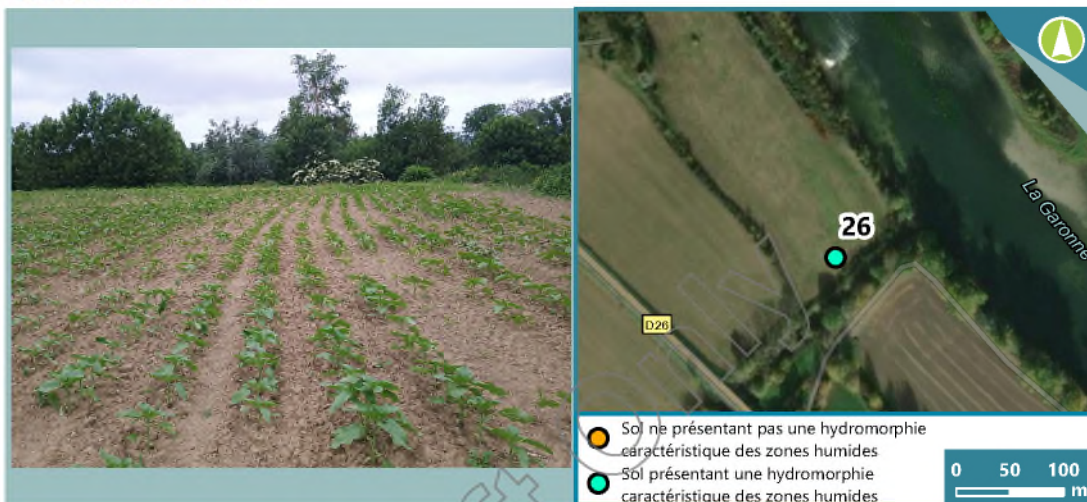 26
La Garonne
D26
Sol ne présentant pas une hydromorphie
caractéristique des zones humides
Sol présentant une hydromorphie
caractéristique des zones humides
0 50 100
m